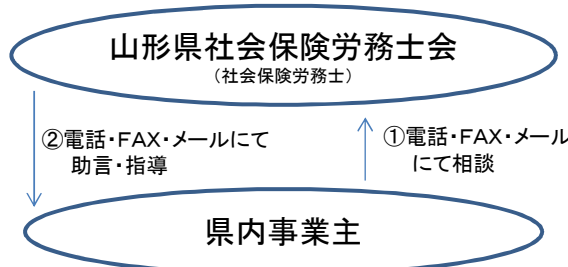 山形県社会保険労務士会
(社会保険労務士)
②電話・FAX・メールにて
助言・指導
①電話・FAX・メール
にて相談
県内事業主